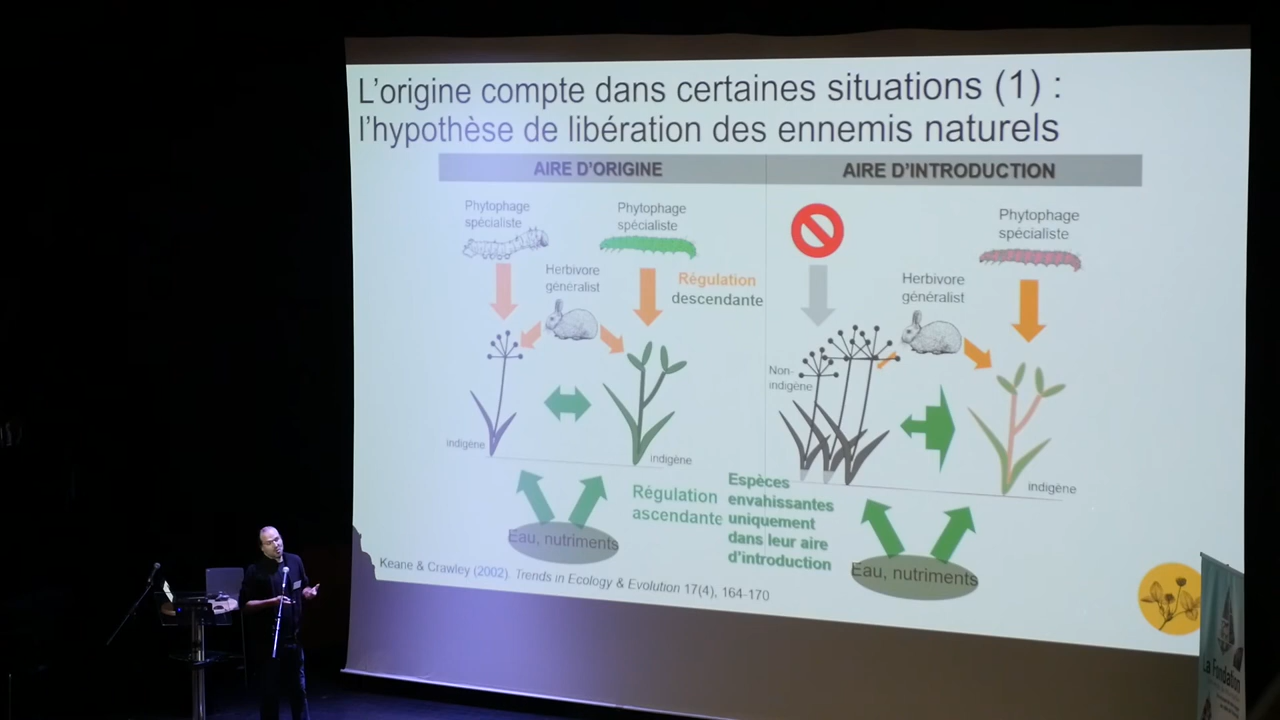 L'origine compte dans certaines situations (1) :
l'hypothèse de libération des ennemis naturels
AIRE D'ORIGINE
AIRE D'INTRODUCTION
Phytophage
spécialiste
Phytophage
spécialiste
Phytophage
spécialiste
Herbivore
généralist
Régulation
descendante
Herbivore
généralist
Non-
indigène
indigène
indigène
indigène
Régulation
ascendante
Espèces
envahissantes
uniquement
dans leur aire
d'introduction
Eau, nutriments
Eau, nutriments
Keane & Crawley (2002). Trends in Ecology & Evolution 17(4), 164-170
La Fondation